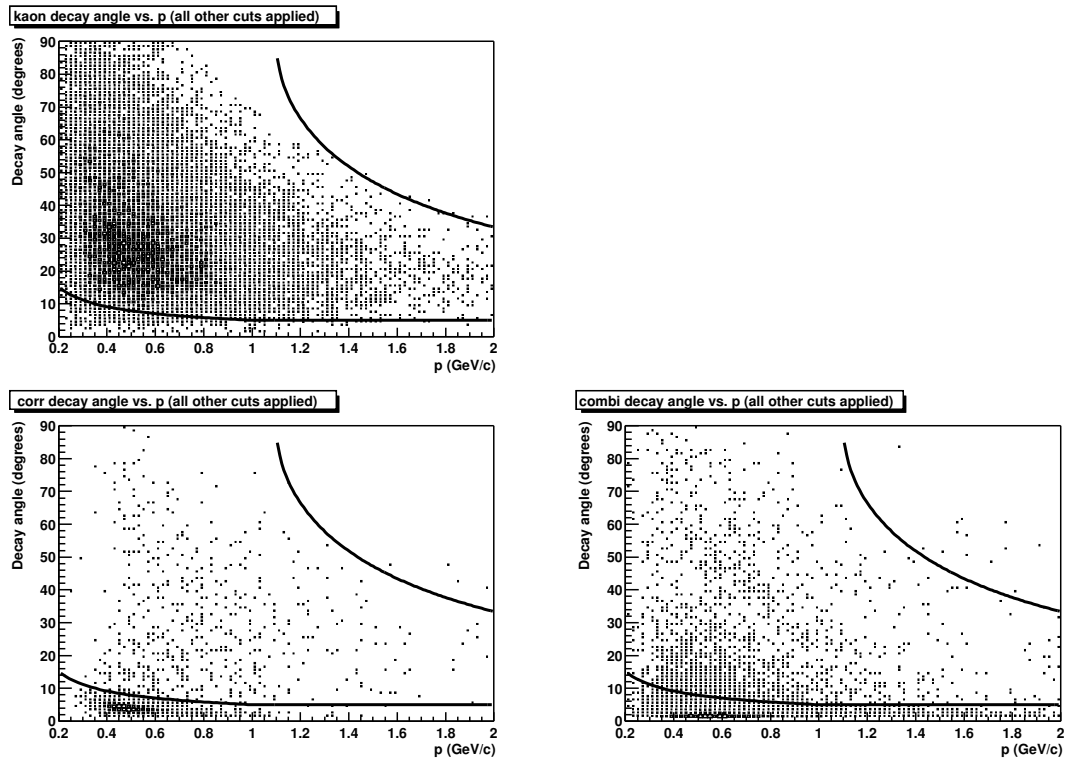 kaon decay angle vs. p (all other cuts applied)
Decay angle (degrees)
90
80
70
60
50
40
30
20
10
0
0.2 0.4 0.6 0.8 1 1.2 1.4 1.6 1.8 2
p (GeV/c)
corr decay angle vs. p (all other cuts applied)
Decay angle (degrees)
90
80
70
60
50
40
30
20
10
0
0.2 0.4 0.6 0.8 1 1.2 1.4 1.6 1.8 2
p (GeV/c)
combi decay angle vs. p (all other cuts applied)
Decay angle (degrees)
90
80
70
60
50
40
30
20
10
0
0.2 0.4 0.6 0.8 1 1.2 1.4 1.6 1.8 2
p (GeV/c)